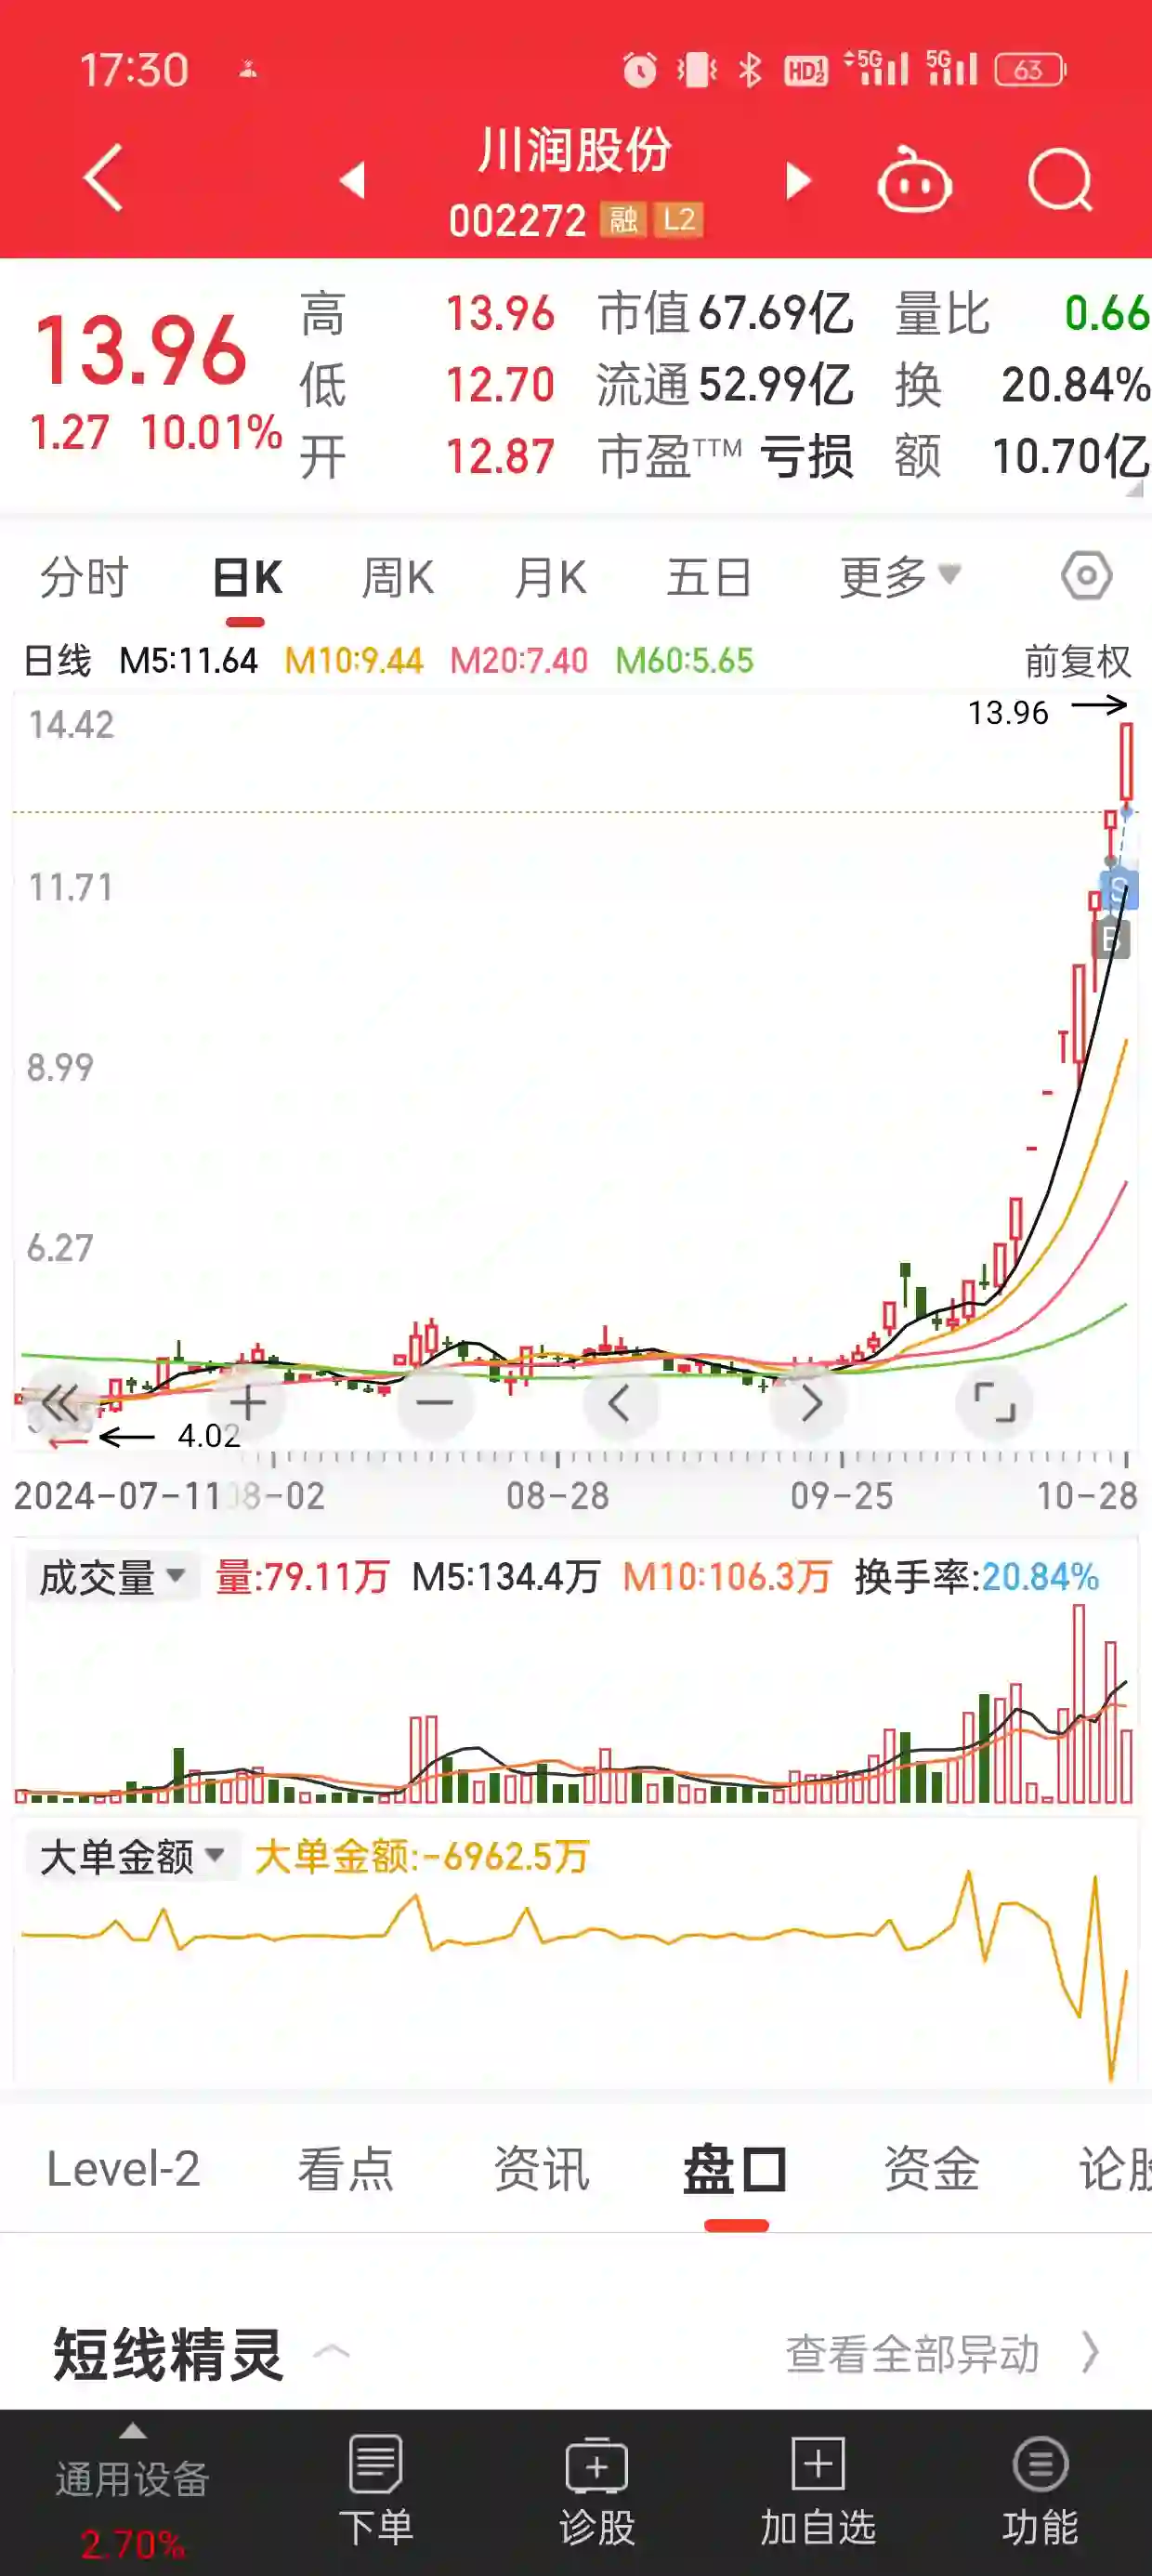 17:30 HD 1 2 5G 5G 63
川润股份
002272 融 L2
13.96 高 13.96 市值 67.69亿 量比 0.66
低 12.70 流通 52.99亿 换 20.84%
1.27 10.01% 开 12.87 市盈TTM 亏损 额 10.70亿
分时 日K 周K 月K 五日 更多
日线 M5:11.64 M10:9.44 M20:7.40 M60:5.65 前复权
14.42
13.96
11.71
S
B
8.99
6.27
4.02
2024-07-11 08-02 08-28 09-25 10-28
成交量 量:79.11万 M5:134.4万 M10:106.3万 换手率:20.84%
大单金额 大单金额:-6962.5万
Level-2 看点 资讯 盘口 资金 论股
短线精灵 查看全部异动
通用设备
2.70%
下单 诊股 加自选 功能